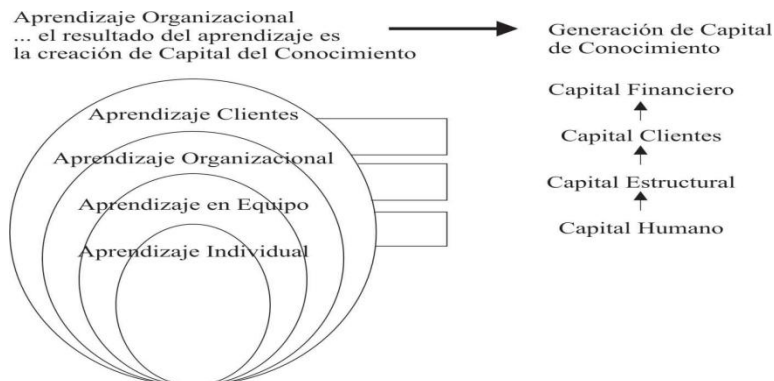 Aprendizaje Organizacional
... el resultado del aprendizaje es
la creación de Capital del Conocimiento
Generación de Capital
de Conocimiento
Aprendizaje Clientes
Aprendizaje Organizacional
Aprendizaje en Equipo
Aprendizaje Individual
Capital Financiero
Capital Clientes
Capital Estructural
Capital Humano